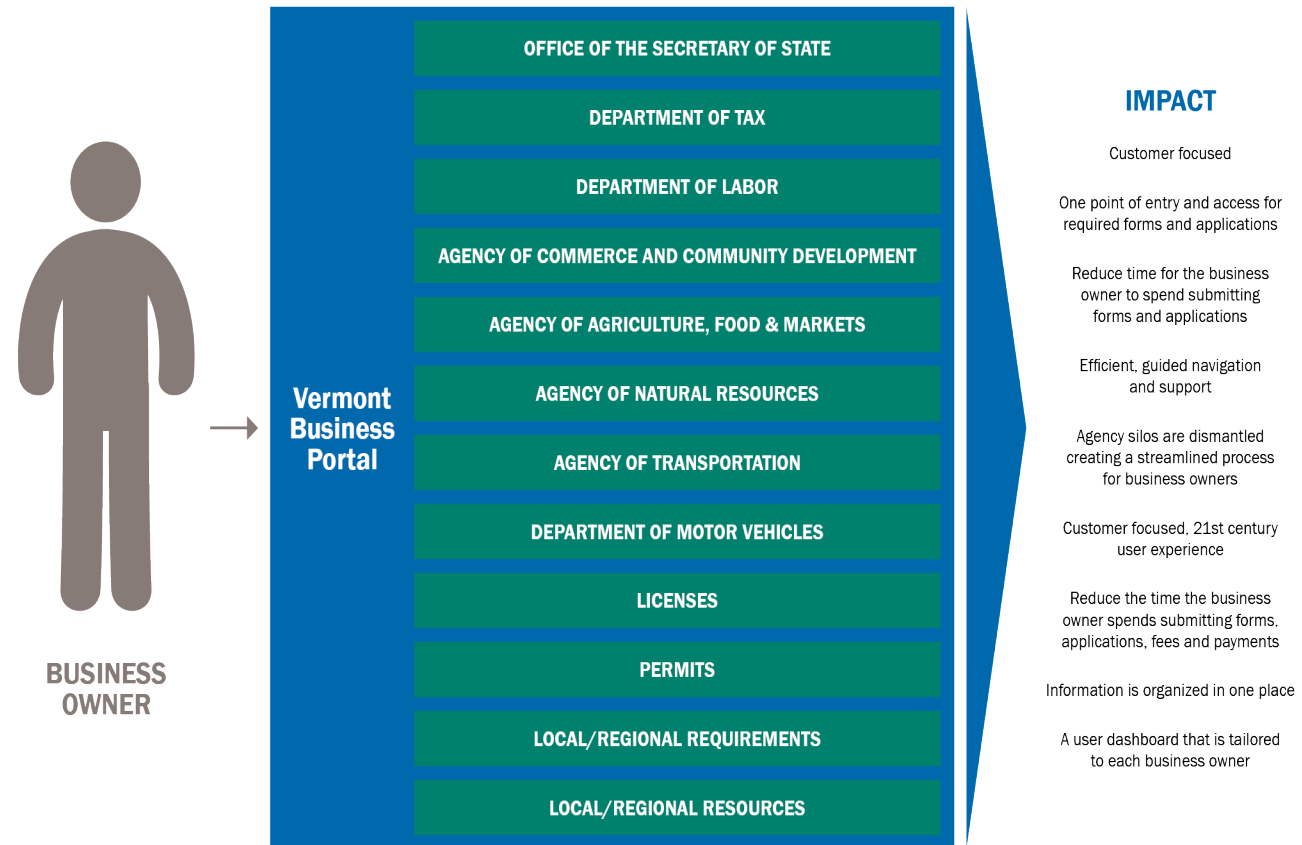 BUSINESS
OWNER
Vermont
Business
Portal
OFFICE OF THE SECRETARY OF STATE
DEPARTMENT OF TAX
DEPARTMENT OF LABOR
AGENCY OF COMMERCE AND COMMUNITY DEVELOPMENT
AGENCY OF AGRICULTURE, FOOD & MARKETS
AGENCY OF NATURAL RESOURCES
AGENCY OF TRANSPORTATION
DEPARTMENT OF MOTOR VEHICLES
LICENSES
PERMITS
LOCAL/REGIONAL REQUIREMENTS
LOCAL/REGIONAL RESOURCES
IMPACT
Customer focused
One point of entry and access for
required forms and applications
Reduce time for the business
owner to spend submitting
forms and applications
Efficient, guided navigation
and support
Agency silos are dismantled
creating a streamlined process
for business owners
Customer focused, 21st century
user experience
Reduce the time the business
owner spends submitting forms,
applications, fees and payments
Information is organized in one place
A user dashboard that is tailored
to each business owner